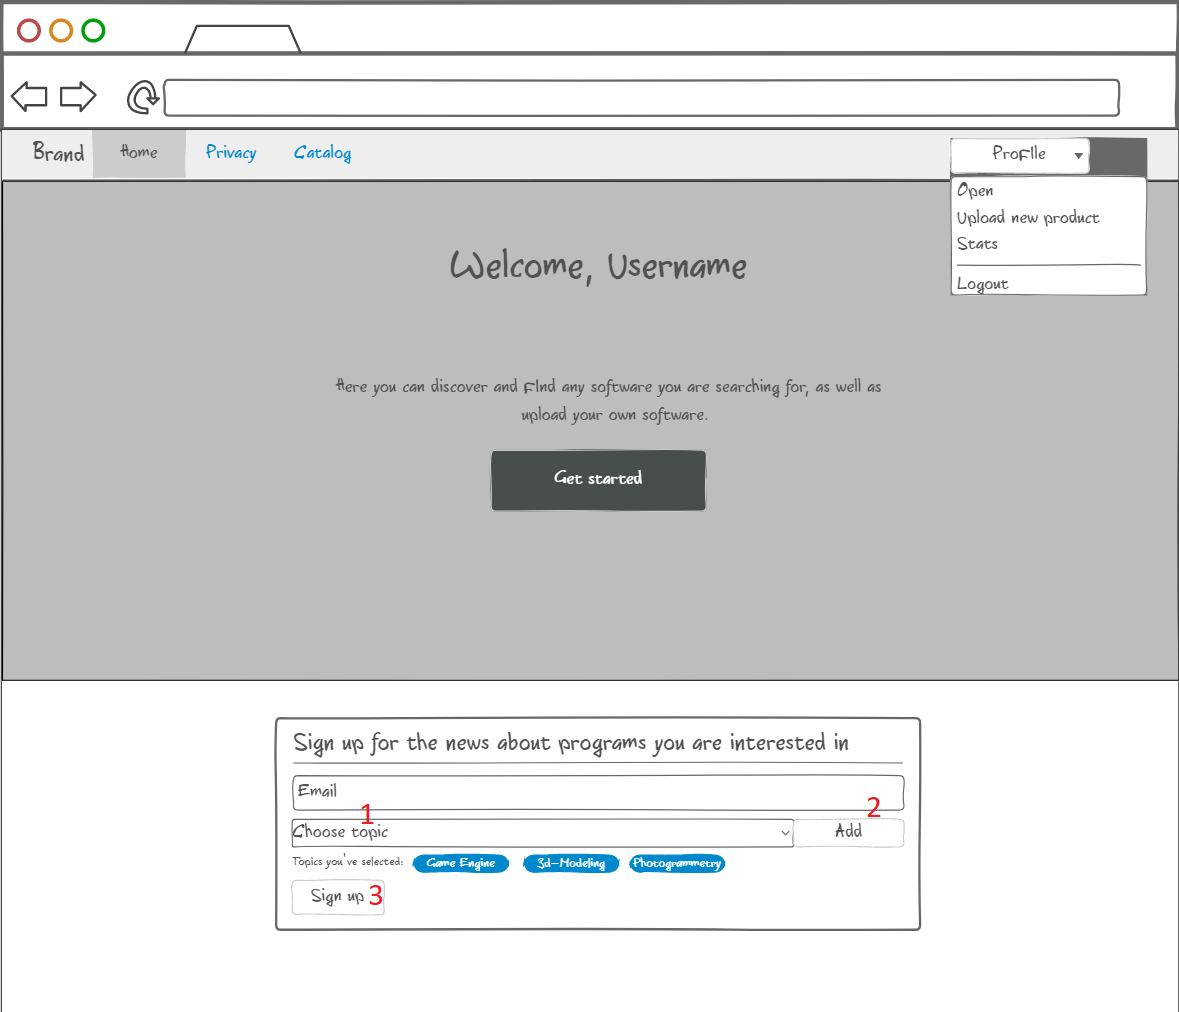 Brand Home Privacy Catalog Profile
Open
Upload new product
Stats
Logout
Welcome, Username
Here you can discover and find any software you are searching for, as well as
upload your own software.
Get started
Sign up for the news about programs you are interested in
Email
1 2
Choose topic Add
Topics you've selected: Game Engine 3d-Modeling Photogrammetry
Sign up 3